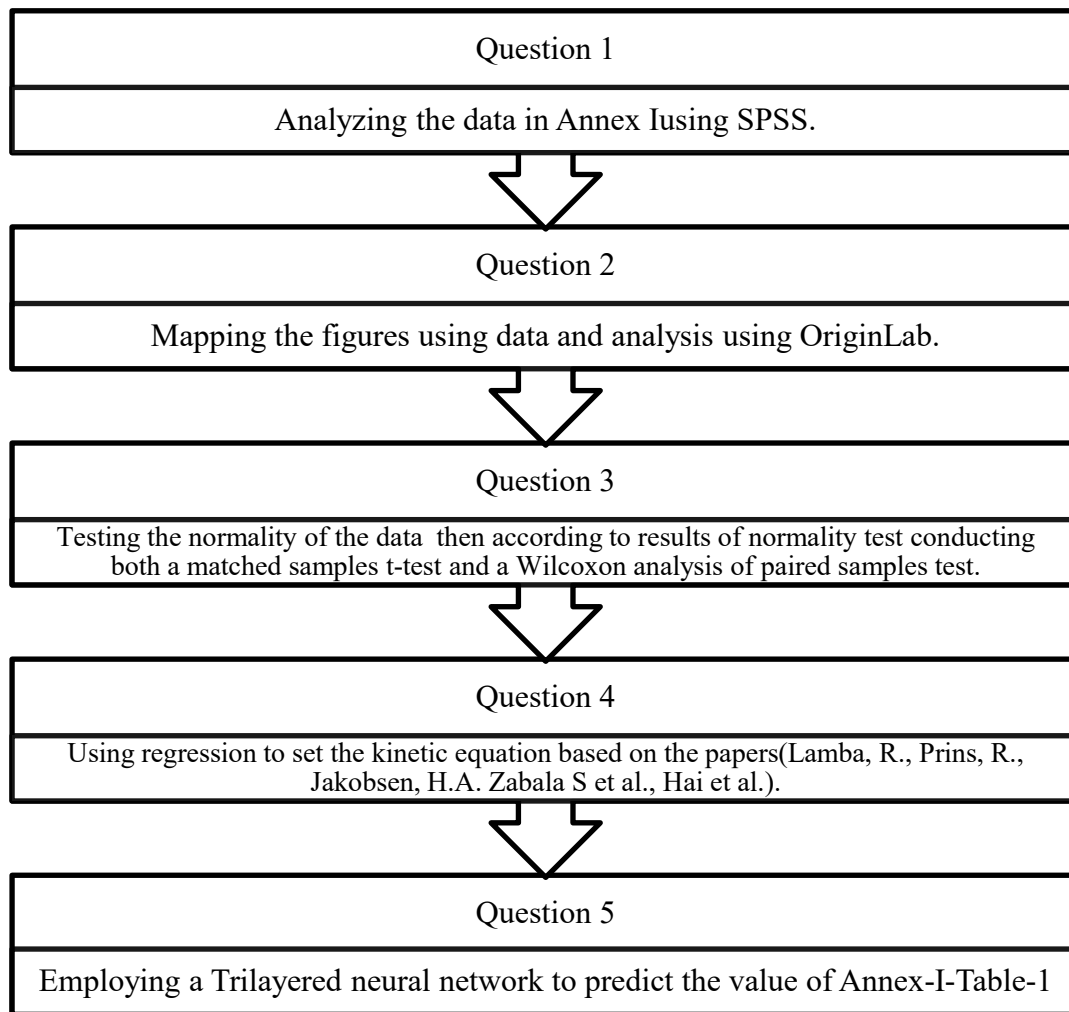 Question 1
Analyzing the data in Annex Iusing SPSS.
Question 2
Mapping the figures using data and analysis using OriginLab.
Question 3
Testing the normality of the data then according to results of normality test conducting
both a matched samples t-test and a Wilcoxon analysis of paired samples test.
Question 4
Using regression to set the kinetic equation based on the papers(Lamba, R., Prins, R.,
Jakobsen, H.A. Zabala S et al., Hai et al.).
Question 5
Employing a Trilayered neural network to predict the value of Annex-I-Table-1